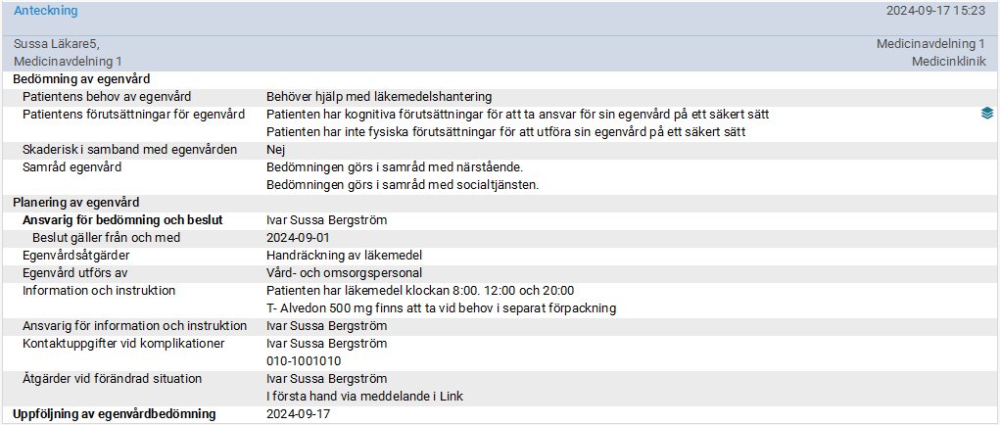 Anteckning 2024-09-17 15:23
Sussa Läkare5, Medicinavdelning 1
Medicinavdelning 1 Medicinklinik
Bedömning av egenvård
Patientens behov av egenvård Behöver hjälp med läkemedelshantering
Patientens förutsättningar för egenvård Patienten har kognitiva förutsättningar för att ta ansvar för sin egenvård på ett säkert sätt
Patienten har inte fysiska förutsättningar för att utföra sin egenvård på ett säkert sätt
Skaderisk i samband med egenvården Nej
Samråd egenvård Bedömningen görs i samråd med närstående.
Bedömningen görs i samråd med socialtjänsten.
Planering av egenvård
Ansvarig för bedömning och beslut Ivar Sussa Bergström
Beslut gäller från och med 2024-09-01
Egenvårdsåtgärder Handräckning av läkemedel
Egenvård utförs av Vård- och omsorgspersonal
Information och instruktion Patienten har läkemedel klockan 8:00. 12:00 och 20:00
T- Alvedon 500 mg finns att ta vid behov i separat förpackning
Ansvarig för information och instruktion Ivar Sussa Bergström
Kontaktuppgifter vid komplikationer Ivar Sussa Bergström
010-1001010
Åtgärder vid förändrad situation Ivar Sussa Bergström
I första hand via meddelande i Link
Uppföljning av egenvårdbedömning 2024-09-17